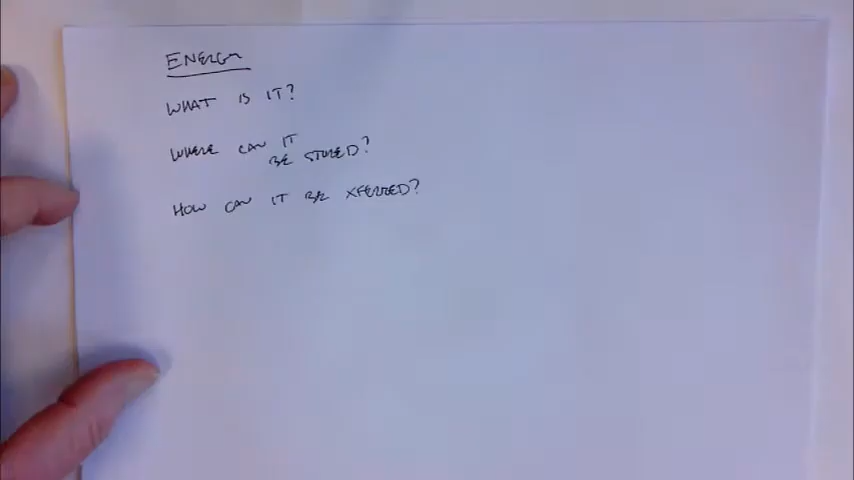 ENERGY
WHAT IS IT?
WHERE CAN IT
BE STORED?
HOW CAN IT BE XFERRED?